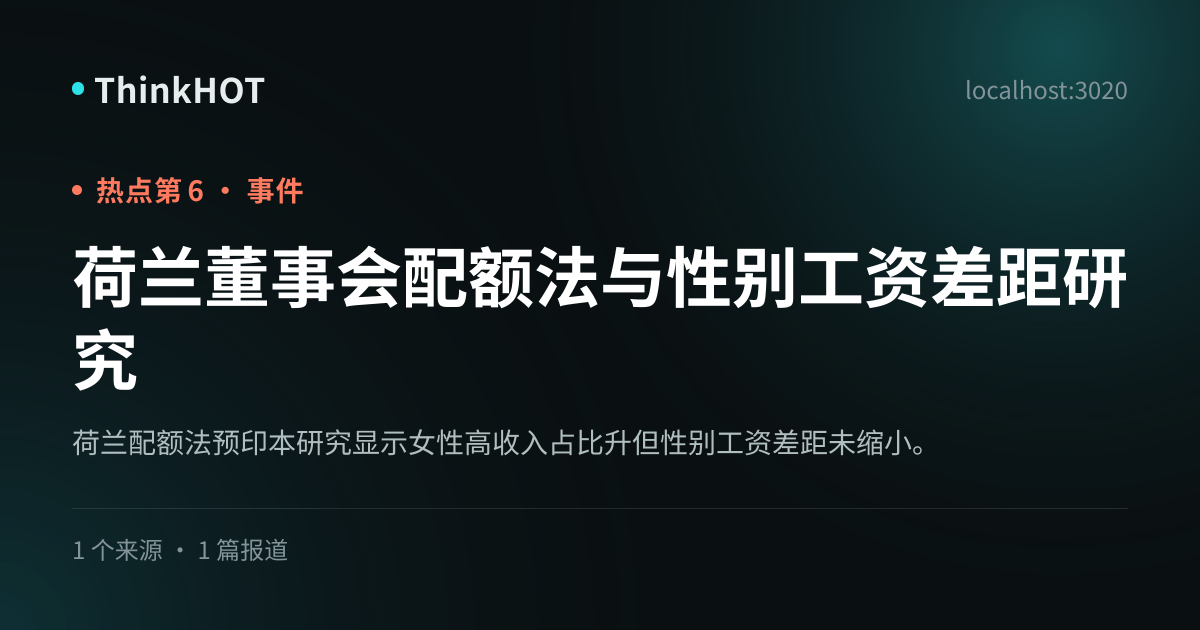 ThinkHOT
localhost:3020
热点第 6 · 事件
荷兰董事会配额法与性别工资差距研
究
荷兰配额法预印本研究显示女性高收入占比升但性别工资差距未缩小。
1 个来源 · 1 篇报道